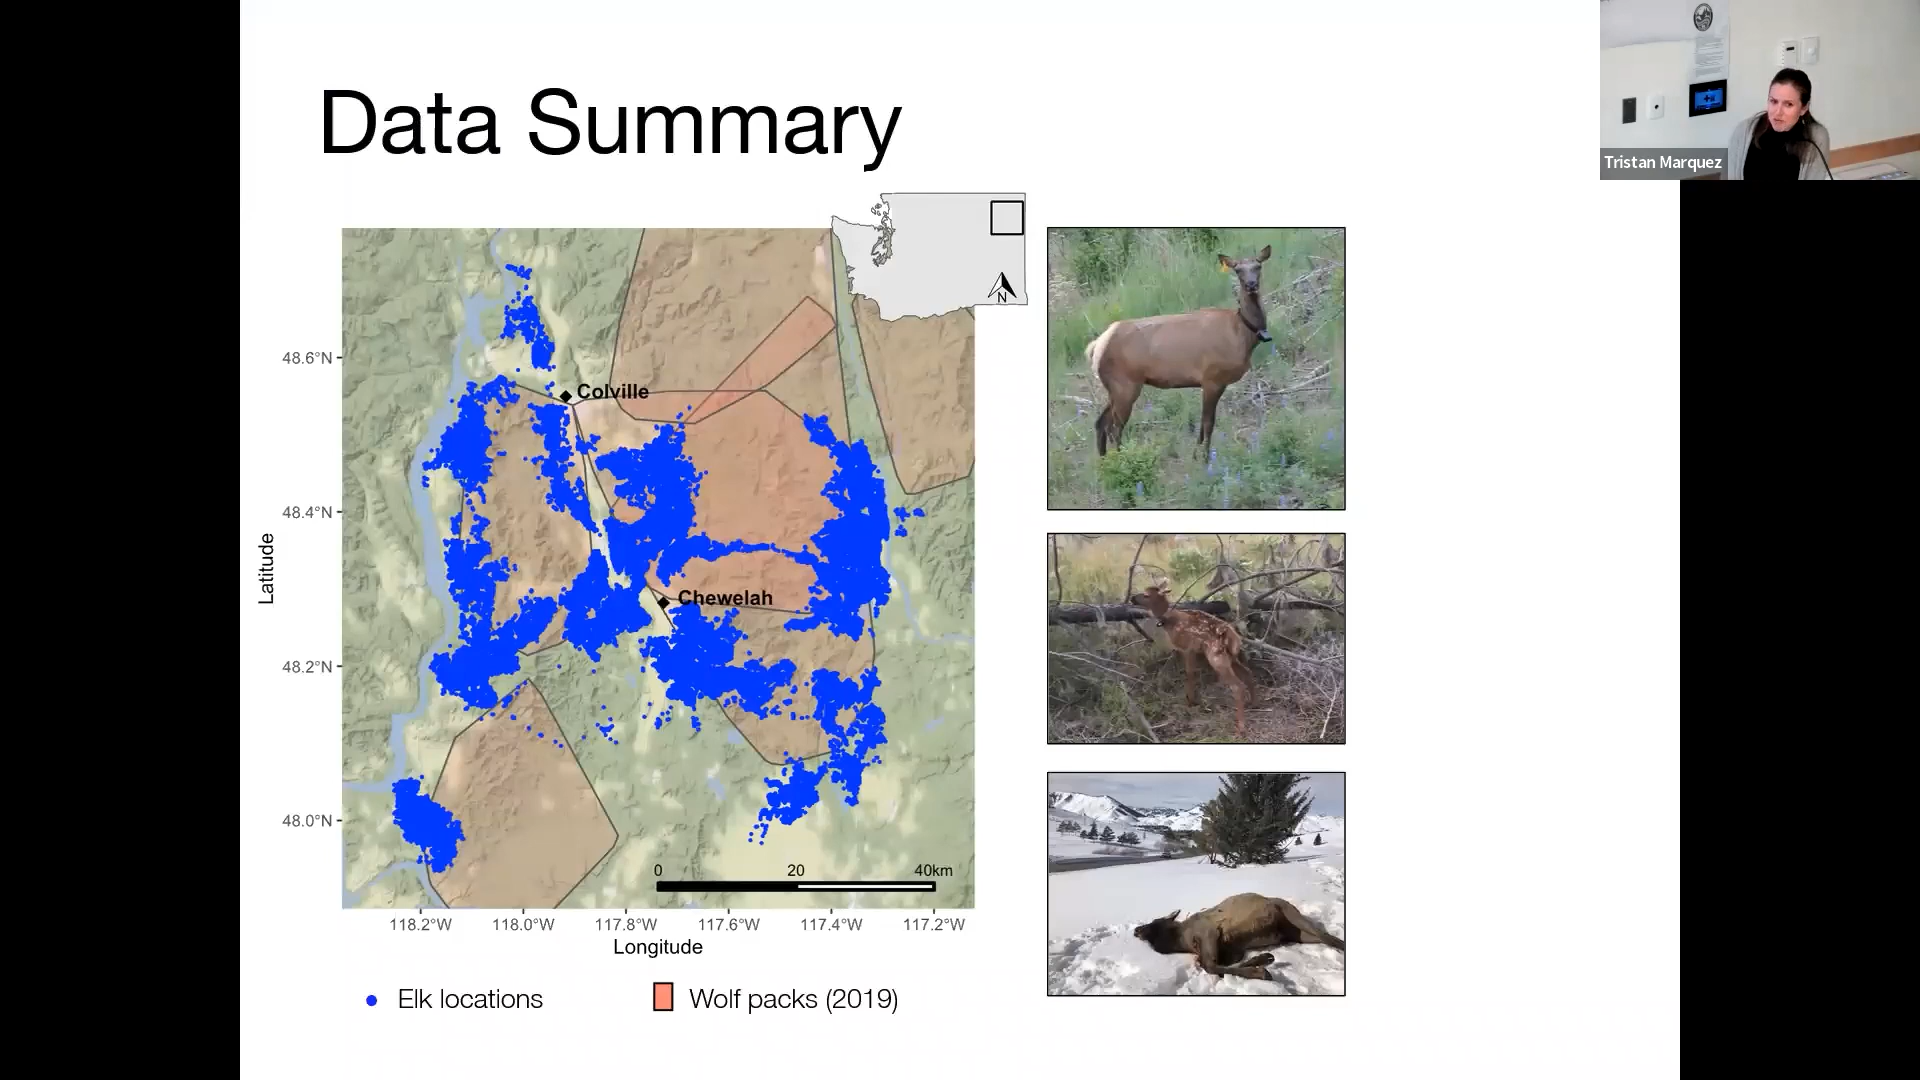 Data Summary
Tristan Marquez
N
48.6°N
48.4°N
48.2°N
48.0°N
Latitude
Colville
Chewelah
0 20 40km
118.2°W 118.0°W 117.8°W 117.6°W 117.4°W 117.2°W
Longitude
Elk locations
Wolf packs (2019)